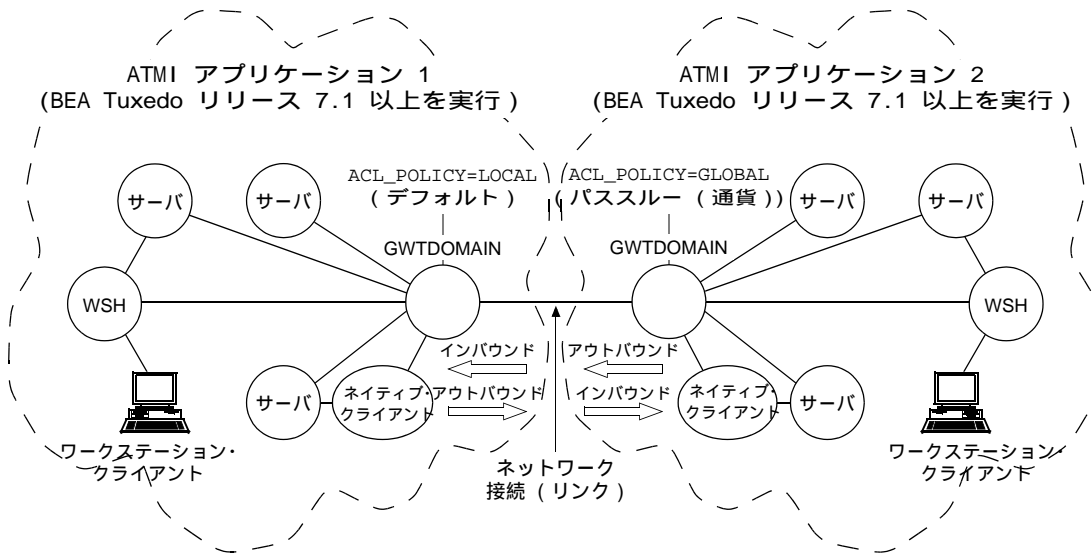 ATMI アプリケーション 1
(BEA Tuxedo リリース 7.1 以上を実行)
ATMI アプリケーション 2
(BEA Tuxedo リリース 7.1 以上を実行)
ACL_POLICY=LOCAL
(デフォルト)
ACL_POLICY=GLOBAL
(パススルー (通貨))
サーバ
サーバ
サーバ
サーバ
GWTDOMAIN
GWTDOMAIN
WSH
WSH
インバウンド
アウトバウンド
サーバ
ネイティブ・
クライアント
アウトバウンド
インバウンド
ネイティブ・
クライアント
サーバ
ワークステーション・
クライアント
ネットワーク
接続 (リンク)
ワークステーション・
クライアント